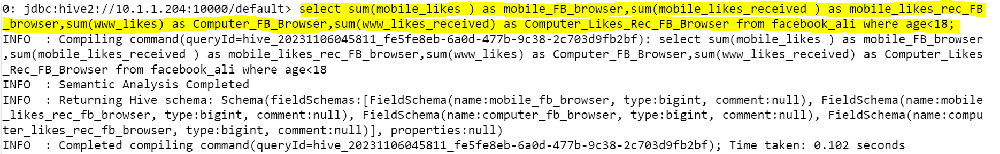 0: jdbc:hive2://10.1.1.204:10000/default> select sum(mobile_likes ) as mobile_FB_browser,sum(mobile_likes_received ) as mobile_likes_rec_FB
_browser,sum(www_likes) as Computer_FB_Browser,sum(www_likes_received) as Computer_Likes_Rec_FB_Browser from facebook_ali where age<18;
INFO  : Compiling command(queryId=hive_20231106045811_fe5fe8eb-6a0d-477b-9c38-2c703d9fb2bf): select sum(mobile_likes ) as mobile_FB_browser
,sum(mobile_likes_received ) as mobile_likes_rec_FB_browser,sum(www_likes) as Computer_FB_Browser,sum(www_likes_received) as Computer_Likes
_Rec_FB_Browser from facebook_ali where age<18
INFO  : Semantic Analysis Completed
INFO  : Returning Hive schema: Schema(fieldSchemas:[FieldSchema(name:mobile_fb_browser, type:bigint, comment:null), FieldSchema(name:mobile
_likes_rec_fb_browser, type:bigint, comment:null), FieldSchema(name:computer_fb_browser, type:bigint, comment:null), FieldSchema(name:compu
ter_likes_rec_fb_browser, type:bigint, comment:null)], properties:null)
INFO  : Completed compiling command(queryId=hive_20231106045811_fe5fe8eb-6a0d-477b-9c38-2c703d9fb2bf); Time taken: 0.102 seconds